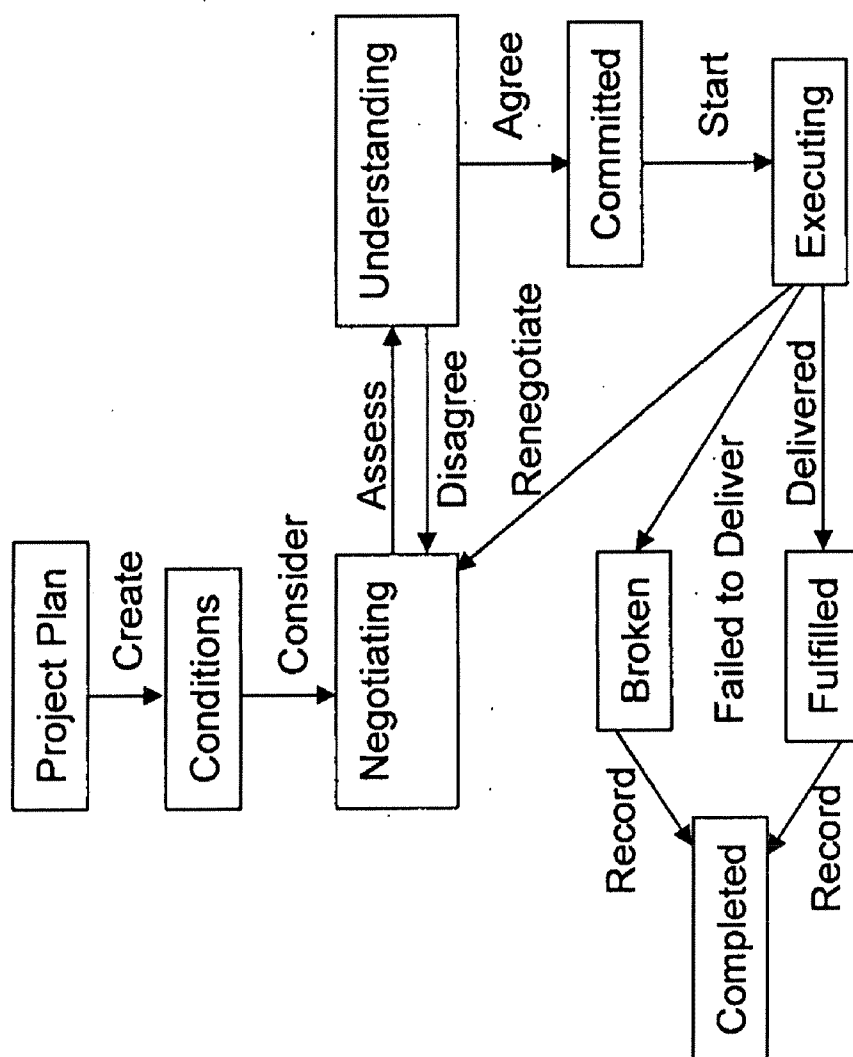 Project Plan
Create
Conditions
Consider
Negotiating
Assess
Disagree
Understanding
Agree
Committed
Start
Executing
Renegotiate
Failed to Deliver
Delivered
Broken
Fulfilled
Record
Record
Completed